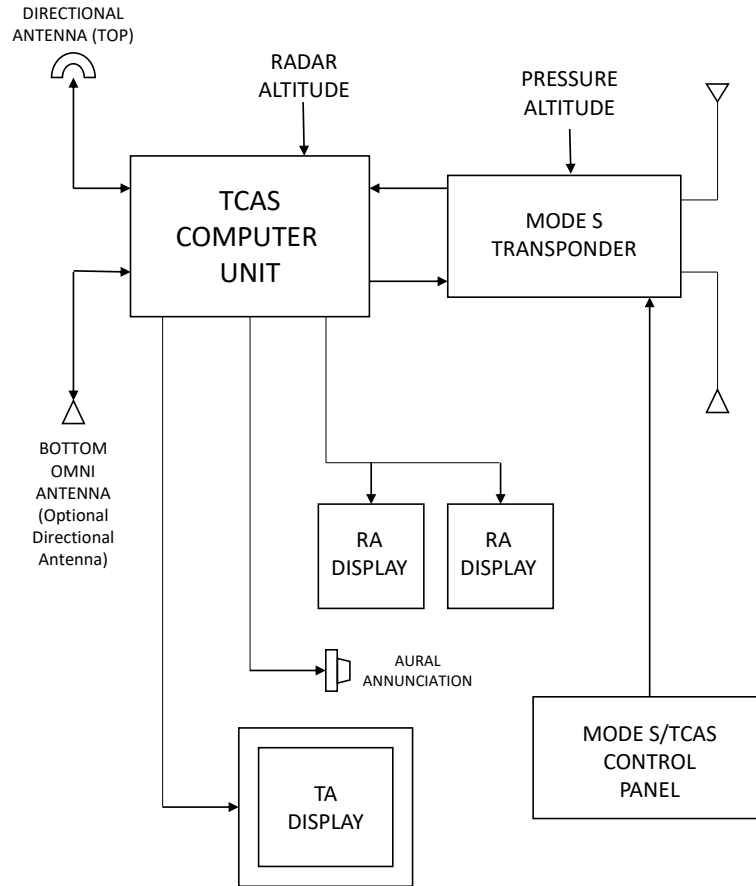 DIRECTIONAL
ANTENNA (TOP)
RADAR
ALTITUDE
PRESSURE
ALTITUDE
TCAS
COMPUTER
UNIT
MODE S
TRANSPONDER
BOTTOM
OMNI
ANTENNA
(Optional
Directional
Antenna)
RA
DISPLAY
RA
DISPLAY
AURAL
ANNUNCIATION
MODE S/TCAS
CONTROL
PANEL
TA
DISPLAY